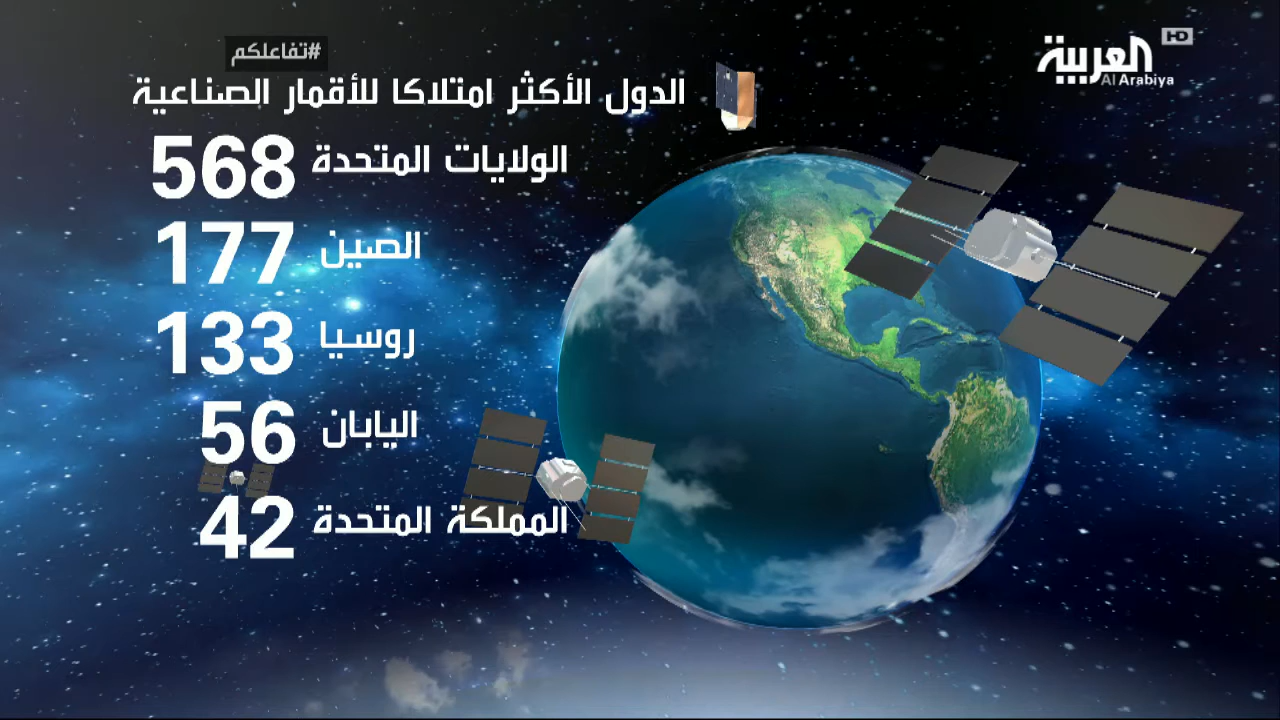 #تفاعلكم
العربية HD
Al Arabiya
الدول الأكثر امتلاكا للأقمار الصناعية
الولايات المتحدة 568
الصين 177
روسيا 133
اليابان 56
المملكة المتحدة 42